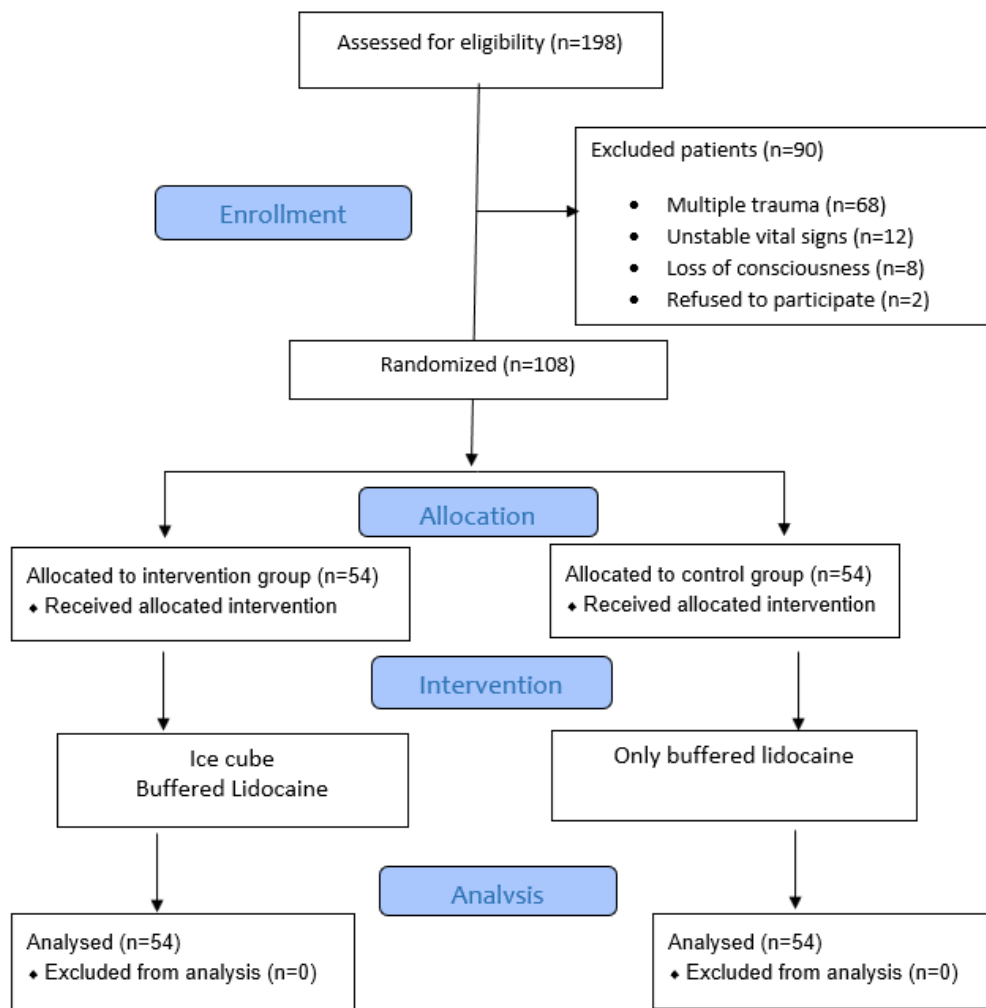 Assessed for eligibility (n=198)
Excluded patients (n=90)
• Multiple trauma (n=68)
• Unstable vital signs (n=12)
• Loss of consciousness (n=8)
• Refused to participate (n=2)
Enrollment
Randomized (n=108)
Allocation
Allocated to intervention group (n=54)
⬥ Received allocated intervention
Allocated to control group (n=54)
⬥ Received allocated intervention
Intervention
Ice cube
Buffered Lidocaine
Only buffered lidocaine
Analysis
Analysed (n=54)
⬥ Excluded from analysis (n=0)
Analysed (n=54)
⬥ Excluded from analysis (n=0)